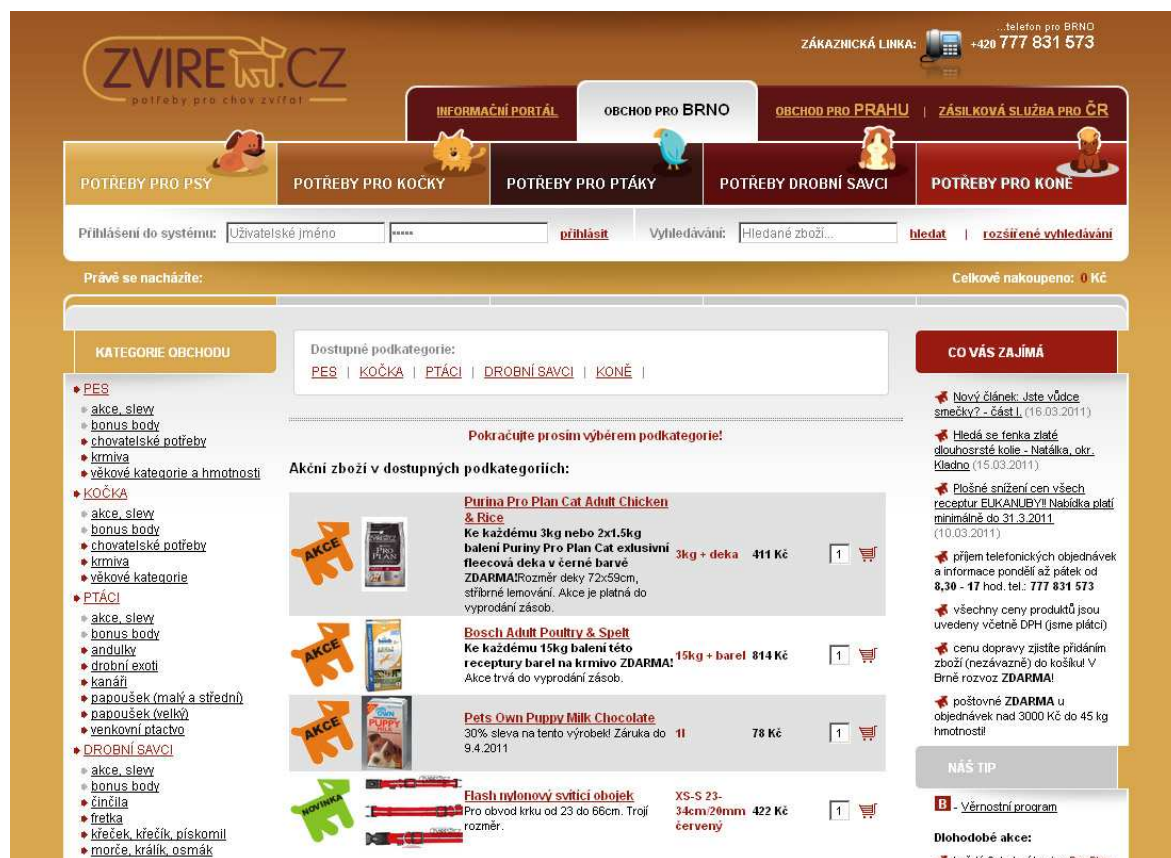 ...telefon pro BRNO
ZÁKAZNICKÁ LINKA:
+420 777 831 573
ZVIRE.CZ
potřeby pro chov zvířat
INFORMAČNÍ PORTÁL
OBCHOD PRO BRNO
OBCHOD PRO PRAHU | ZÁSILKOVÁ SLUŽBA PRO ČR
POTŘEBY PRO PSY
POTŘEBY PRO KOČKY
POTŘEBY PRO PTÁKY
POTŘEBY DROBNÍ SAVCI
POTŘEBY PRO KONĚ
Přihlášení do systému: Uživatelské jméno ••••• přihlásit
Vyhledávání: Hledané zboží... hledat | rozšířené vyhledávání
Právě se nacházíte:
Celkově nakoupeno: 0 Kč
KATEGORIE OBCHODU
PES
akce, slevy
bonus body
chovatelské potřeby
krmiva
věkové kategorie a hmotnosti
KOČKA
akce, slevy
bonus body
chovatelské potřeby
krmiva
věkové kategorie
PTÁCI
akce, slevy
bonus body
andulky
drobní exoti
kanáři
papoušek (malý a střední)
papoušek (velký)
venkovní ptactvo
DROBNÍ SAVCI
akce, slevy
bonus body
činčila
fretka
křeček, křečík, pískomil
morče, králík, osmák
Dostupné podkategorie:
PES | KOČKA | PTÁCI | DROBNÍ SAVCI | KONĚ |
Pokračujte prosím výběrem podkategorie!
Akční zboží v dostupných podkategoriích:
AKCE
PRO PLAN
Purina Pro Plan Cat Adult Chicken
& Rice
Ke každému 3kg nebo 2x1.5kg
balení Puriny Pro Plan Cat exlusivní
fleecová deka v černé barvě
ZDARMA!Rozměr deky 72x59cm,
stříbrné lemování. Akce je platná do
vyprodání zásob.
3kg + deka 411 Kč 1
AKCE
Bosch Adult Poultry & Spelt
Ke každému 15kg balení této
receptury barel na krmivo ZDARMA!
Akce trvá do vyprodání zásob.
15kg + barel 814 Kč 1
AKCE
PUPPY
MILK
Pets Own Puppy Milk Chocolate
30% sleva na tento výrobek! Záruka do
9.4.2011
1l 78 Kč 1
NOVINKA
Flash nylonový svítící obojek
Pro obvod krku od 23 do 66cm. Trojí
rozměr.
XS-S 23-
34cm/20mm 422 Kč 1
červený
CO VÁS ZAJÍMÁ
Nový článek: Jste vůdce
smečky? - část I. (16.03.2011)
Hledá se fenka zlaté
dlouhosrsté kolie - Natálka, okr.
Kladno (15.03.2011)
Plošné snížení cen všech
receptur EUKANUBY!! Nabídka platí
minimálně do 31.3.2011
(10.03.2011)
příjem telefonických objednávek
a informace pondělí až pátek od
8,30 - 17 hod. tel.: 777 831 573
všechny ceny produktů jsou
uvedeny včetně DPH (jsme plátci)
cenu dopravy zjistíte přidáním
zboží (nezávazně) do košíku! V
Brně rozvoz ZDARMA!
poštovné ZDARMA u
objednávek nad 3000 Kč do 45 kg
hmotnosti!
NÁŠ TIP
B - Věrnostní program
Dlohodobé akce: